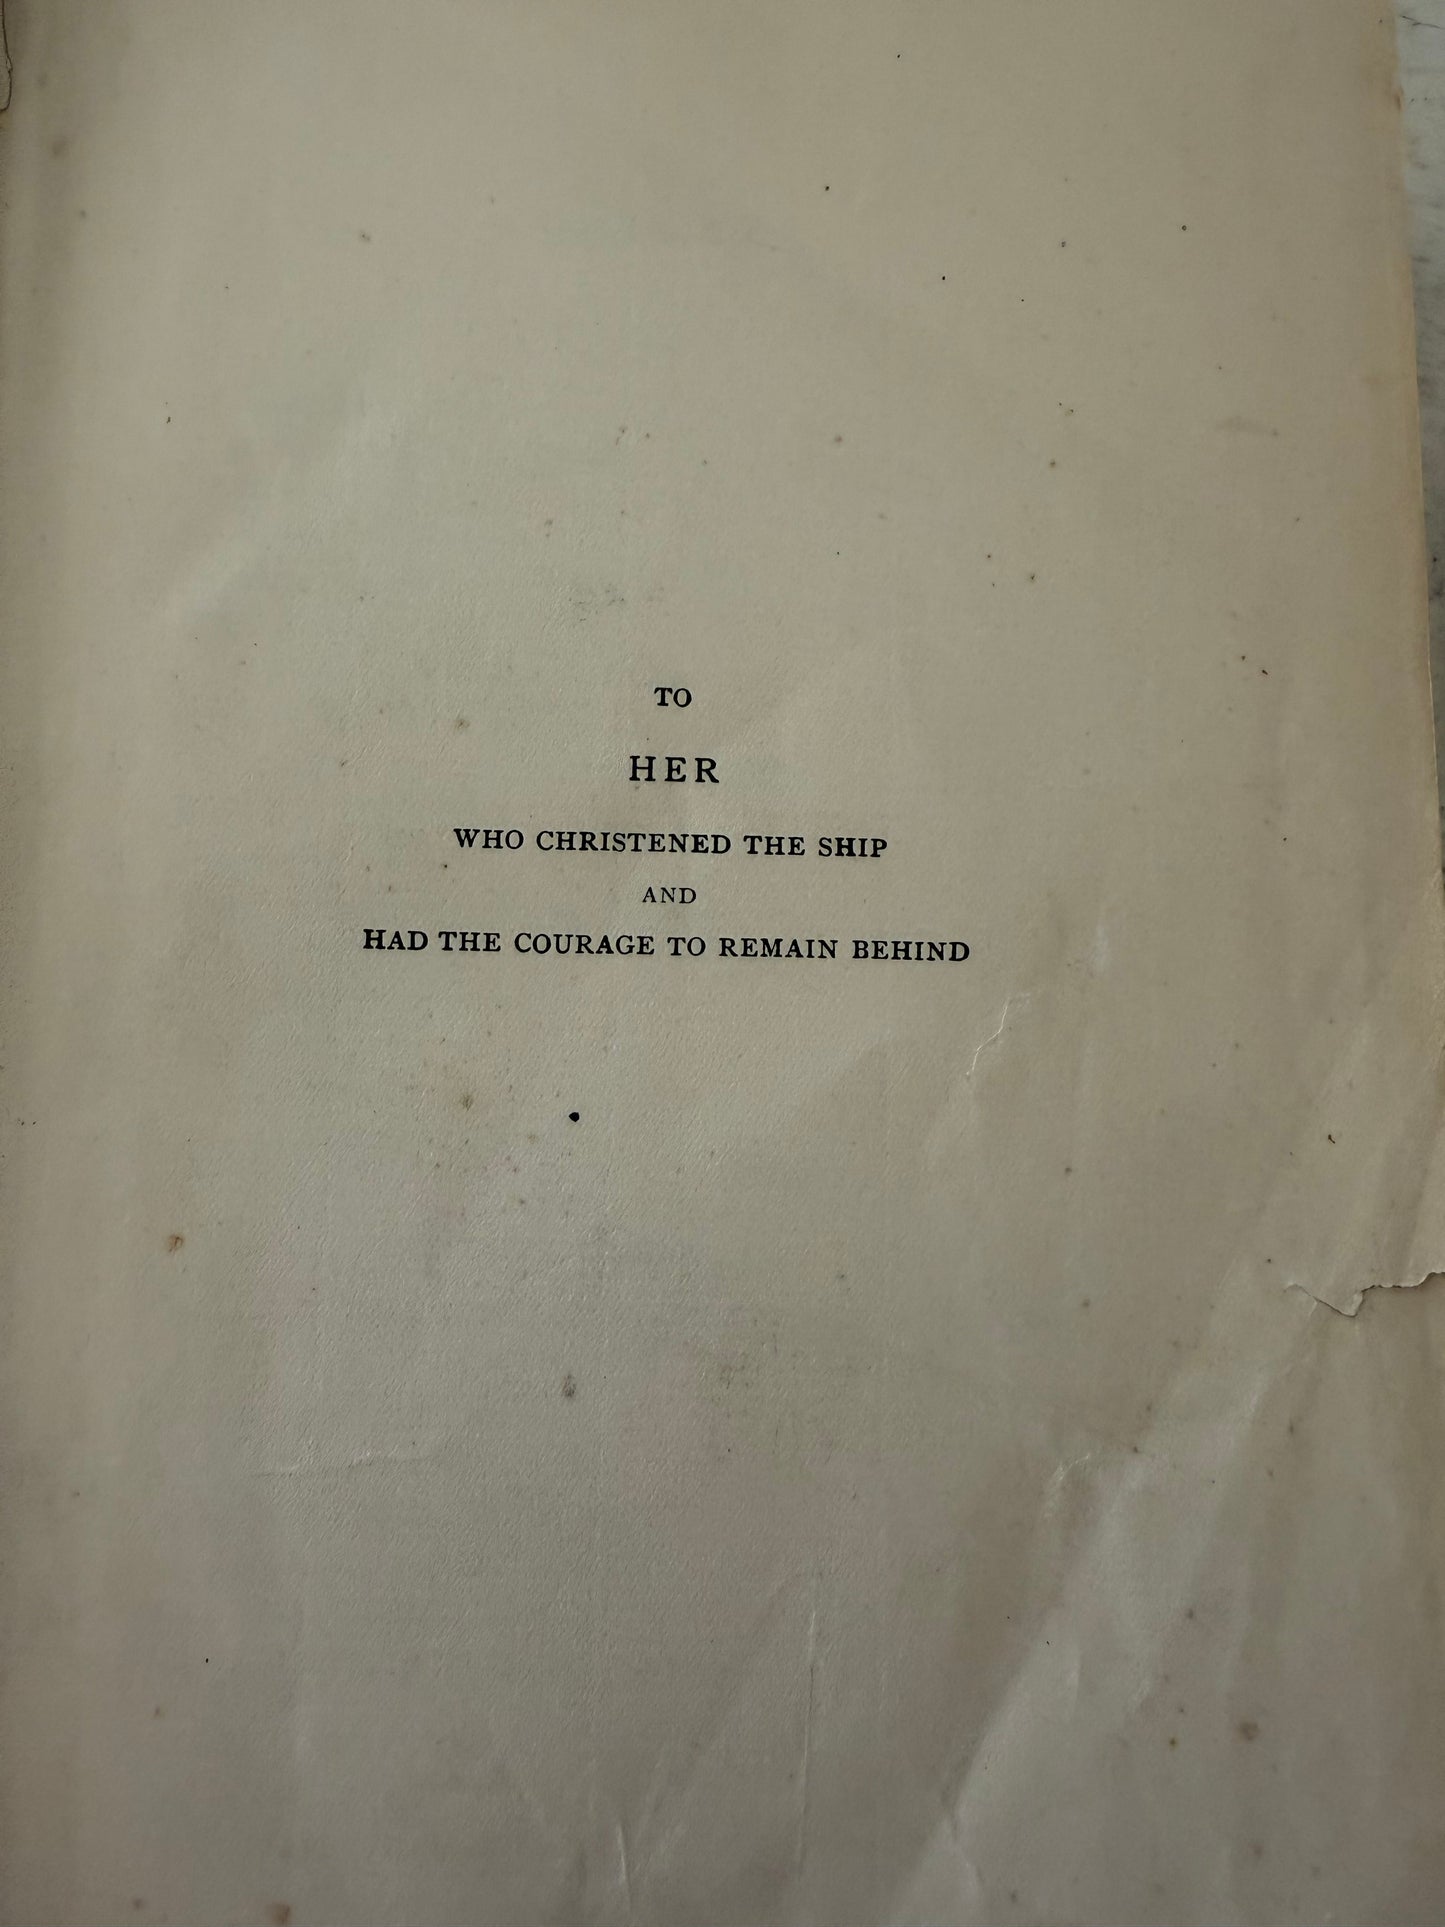 TO
HER
WHO CHRISTENED THE SHIP
AND
HAD THE COURAGE TO REMAIN BEHIND